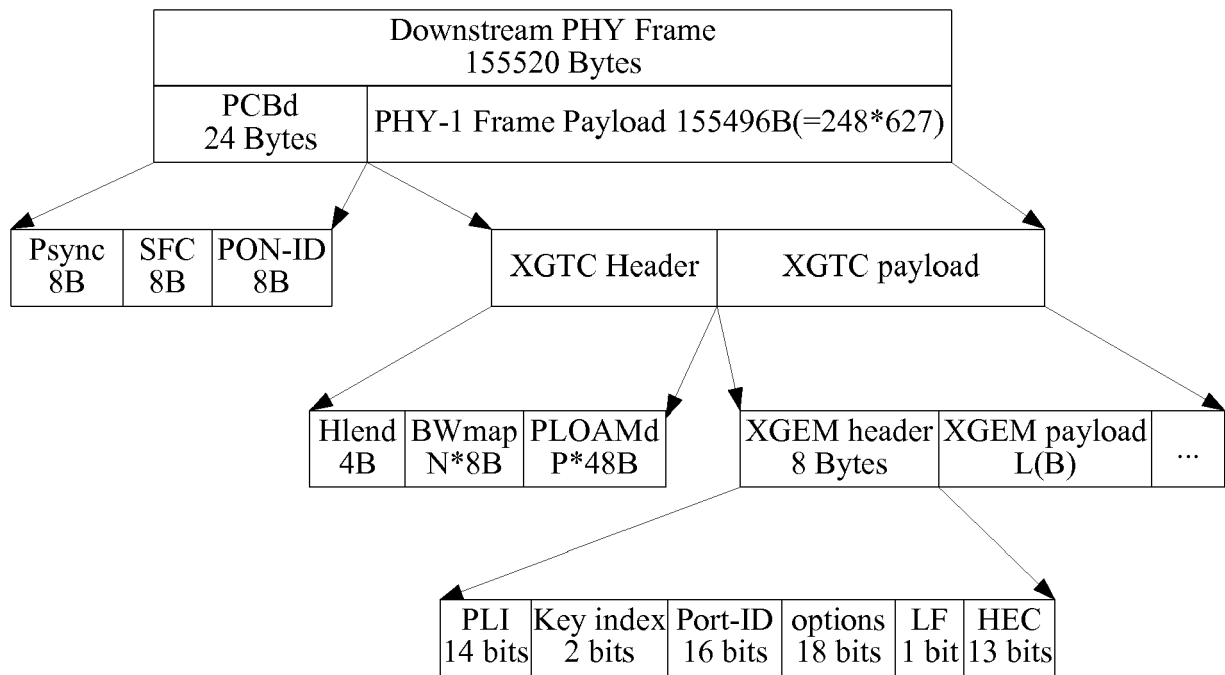 Downstream PHY Frame
155520 Bytes
PCBd
24 Bytes
PHY-1 Frame Payload 155496B(=248*627)
Psync
8B
SFC
8B
PON-ID
8B
XGTC Header
XGTC payload
Hlend
4B
BWmap
N*8B
PLOAMd
P*48B
XGEM header
8 Bytes
XGEM payload
L(B)
...
PLI
14 bits
Key index
2 bits
Port-ID
16 bits
options
18 bits
LF
1 bit
HEC
13 bits